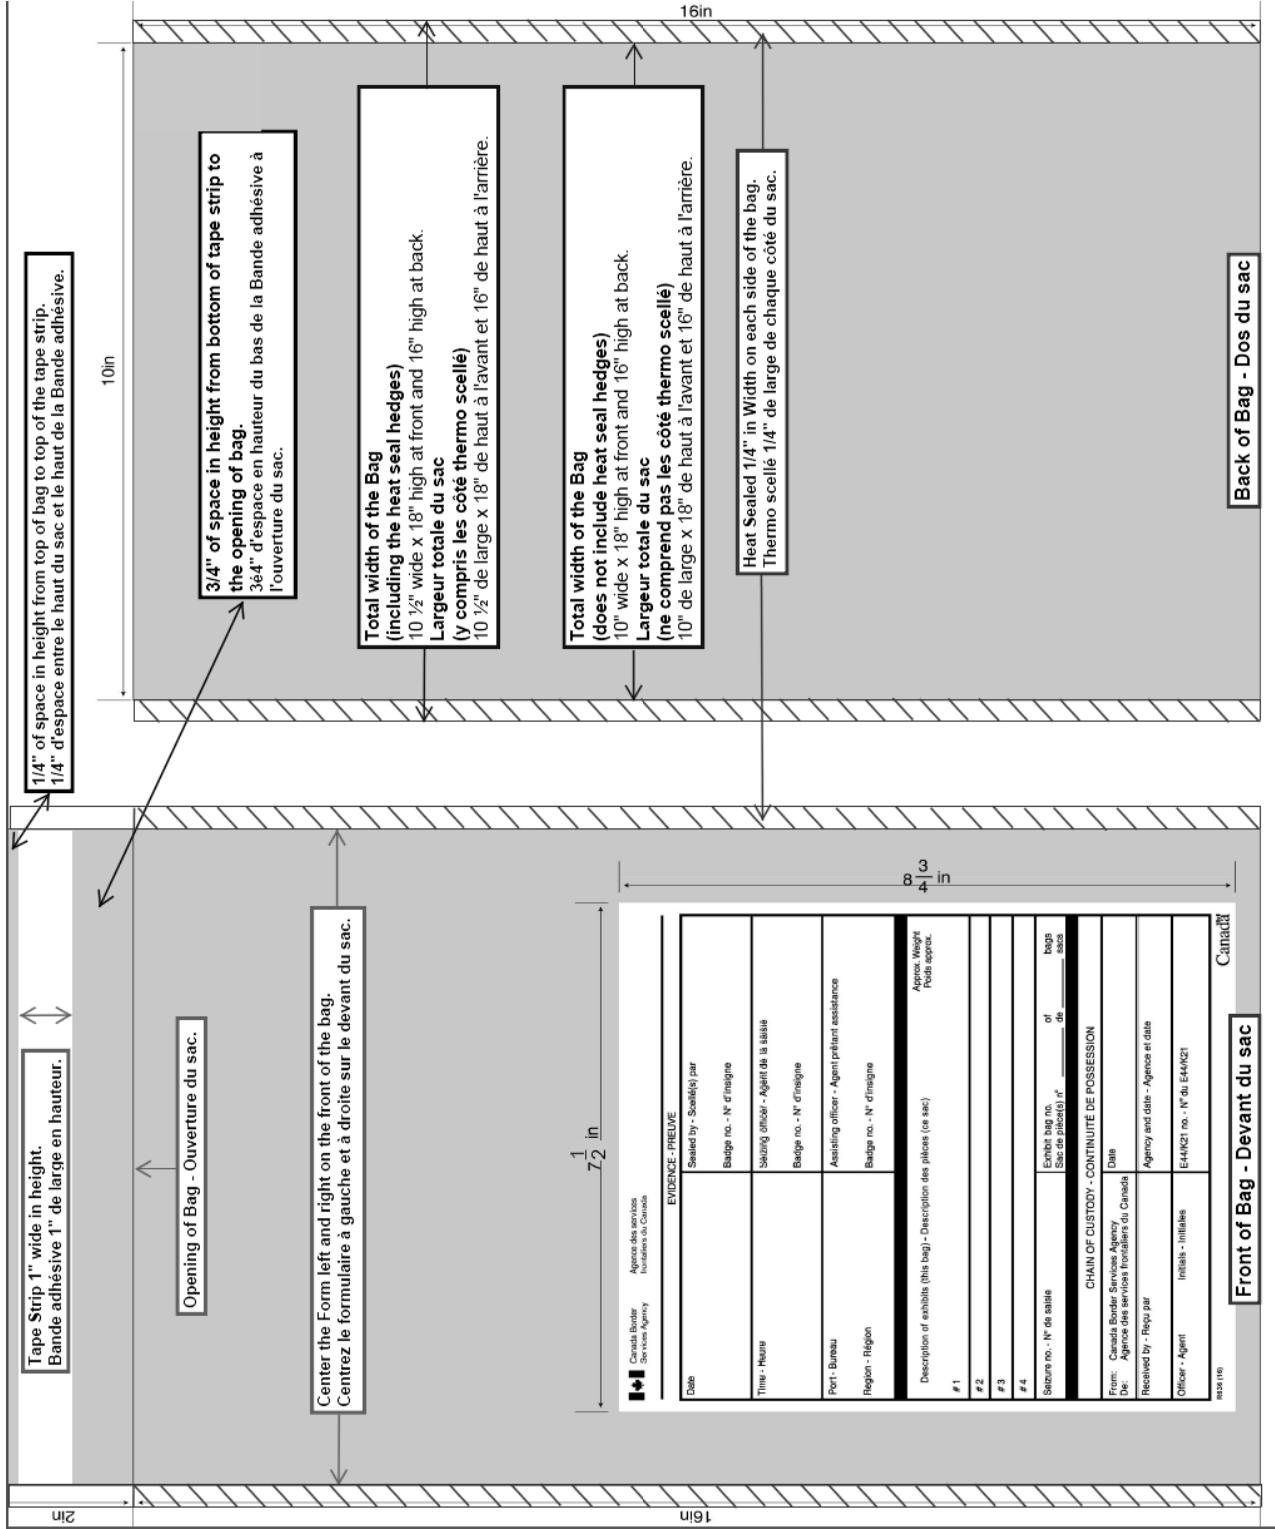 2in
16in
Tape Strip 1" wide in height.
Bande adhésive 1" de large en hauteur.
Opening of Bag - Ouverture du sac.
Center the Form left and right on the front of the bag.
Centrez le formulaire à gauche et à droite sur le devant du sac.
7 1/2 in
8 3/4 in
Canada Border
Services Agency
Agence des services
frontaliers du Canada
EVIDENCE - PREUVE
Date
Sealed by - Scellé(s) par
Badge no. - N° d'insigne
Time - Heure
Seizing officer - Agent de la saisie
Badge no. - N° d'insigne
Port - Bureau
Assisting officer - Agent prêtant assistance
Region - Région
Badge no. - N° d'insigne
Description of exhibits (this bag) - Description des pièces (ce sac)
Approx. Weight
Poids approx.
#1
#2
#3
#4
Seizure no. - N° de saisie
Exhibit bag no. of bags
Sac de pièce(s) n° de sacs
CHAIN OF CUSTODY - CONTINUITÉ DE POSSESSION
From: Canada Border Services Agency
De: Agence des services frontaliers du Canada
Date
Received by - Reçu par
Agency and date - Agence et date
Officer - Agent
Initials - Initiales
E44/K21 no. - N° du E44/K21
R636 (16)
Canada
Front of Bag - Devant du sac
1/4" of space in height from top of bag to top of the tape strip.
1/4" d'espace entre le haut du sac et le haut de la Bande adhésive.
10in
16in
3/4" of space in height from bottom of tape strip to
the opening of bag.
3é4" d'espace en hauteur du bas de la Bande adhésive à
l'ouverture du sac.
Total width of the Bag
(including the heat seal hedges)
10 ½" wide x 18" high at front and 16" high at back.
Largeur totale du sac
(y compris les côté thermo scellé)
10 ½" de large x 18" de haut à l'avant et 16" de haut à l'arrière.
Total width of the Bag
(does not include heat seal hedges)
10" wide x 18" high at front and 16" high at back.
Largeur totale du sac
(ne comprend pas les côté thermo scellé)
10" de large x 18" de haut à l'avant et 16" de haut à l'arrière.
Heat Sealed 1/4" in Width on each side of the bag.
Thermo scellé 1/4" de large de chaque côté du sac.
Back of Bag - Dos du sac